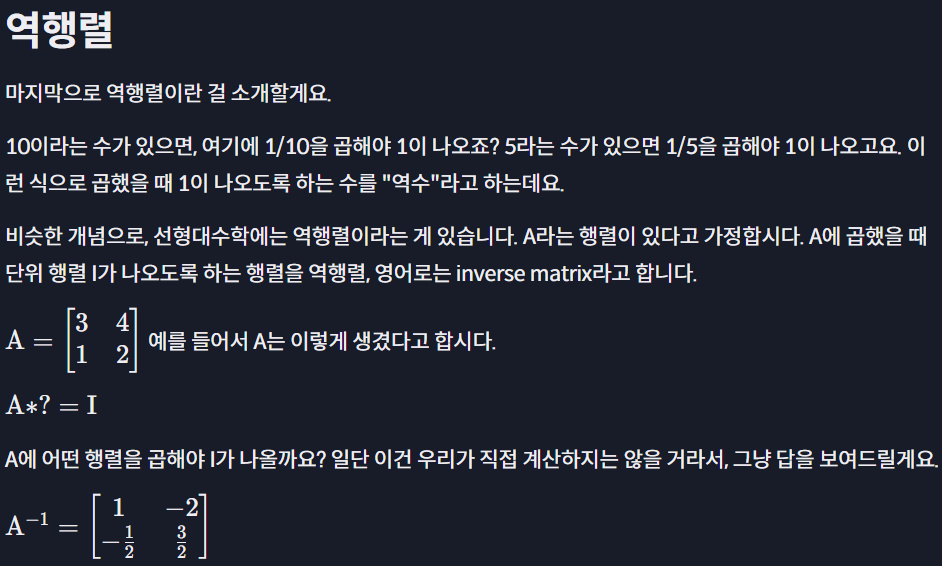 역행렬
마지막으로 역행렬이란 걸 소개할게요.
10이라는 수가 있으면, 여기에 1/10을 곱해야 1이 나오죠? 5라는 수가 있으면 1/5을 곱해야 1이 나오고요. 이
런 식으로 곱했을 때 1이 나오도록 하는 수를 "역수"라고 하는데요.
비슷한 개념으로, 선형대수학에는 역행렬이라는 게 있습니다. A라는 행렬이 있다고 가정합시다. A에 곱했을 때
단위 행렬 I가 나오도록 하는 행렬을 역행렬, 영어로는 inverse matrix라고 합니다.
A = [3 4; 1 2] 예를 들어서 A는 이렇게 생겼다고 합시다.
A*? = I
A에 어떤 행렬을 곱해야 I가 나올까요? 일단 이건 우리가 직접 계산하지는 않을 거라서, 그냥 답을 보여드릴게요.
A⁻¹ = [1 −2; −1/2 3/2]